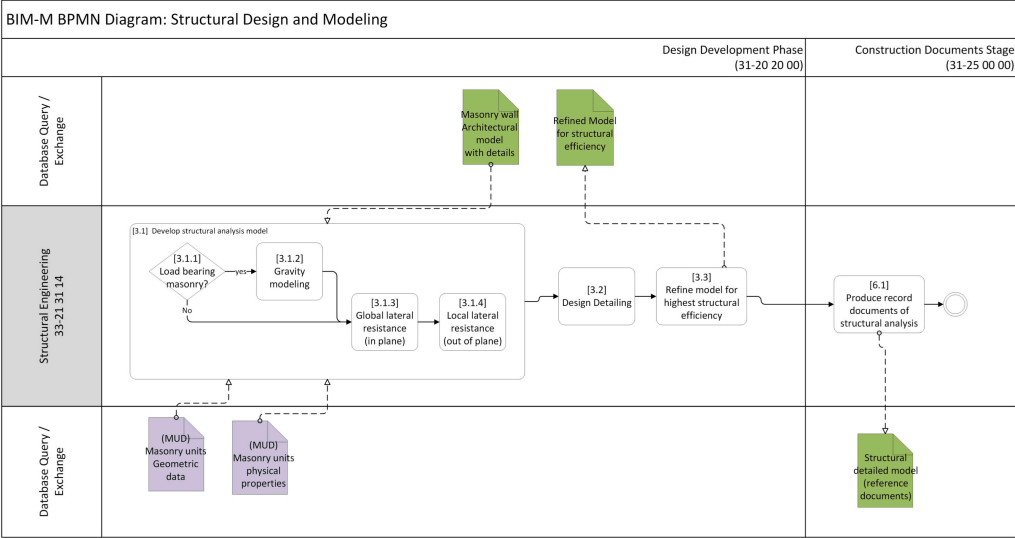 BIM-M BPMN Diagram: Structural Design and Modeling
Design Development Phase
(31-20 20 00)
Construction Documents Stage
(31-25 00 00)
Database Query /
Exchange
Masonry wall
Architectural
model
with details
Refined Model
for structural
efficiency
Structural Engineering
33-21 31 14
[3.1] Develop structural analysis model
[3.1.1]
Load bearing
masonry?
yes
No
[3.1.2]
Gravity
modeling
[3.1.3]
Global lateral
resistance
(in plane)
[3.1.4]
Local lateral
resistance
(out of plane)
[3.2]
Design Detailing
[3.3]
Refine model for
highest structural
efficiency
[6.1]
Produce record
documents of
structural analysis
Database Query /
Exchange
(MUD)
Masonry units
Geometric
data
(MUD)
Masonry units
physical
properties
Structural
detailed model
(reference
documents)